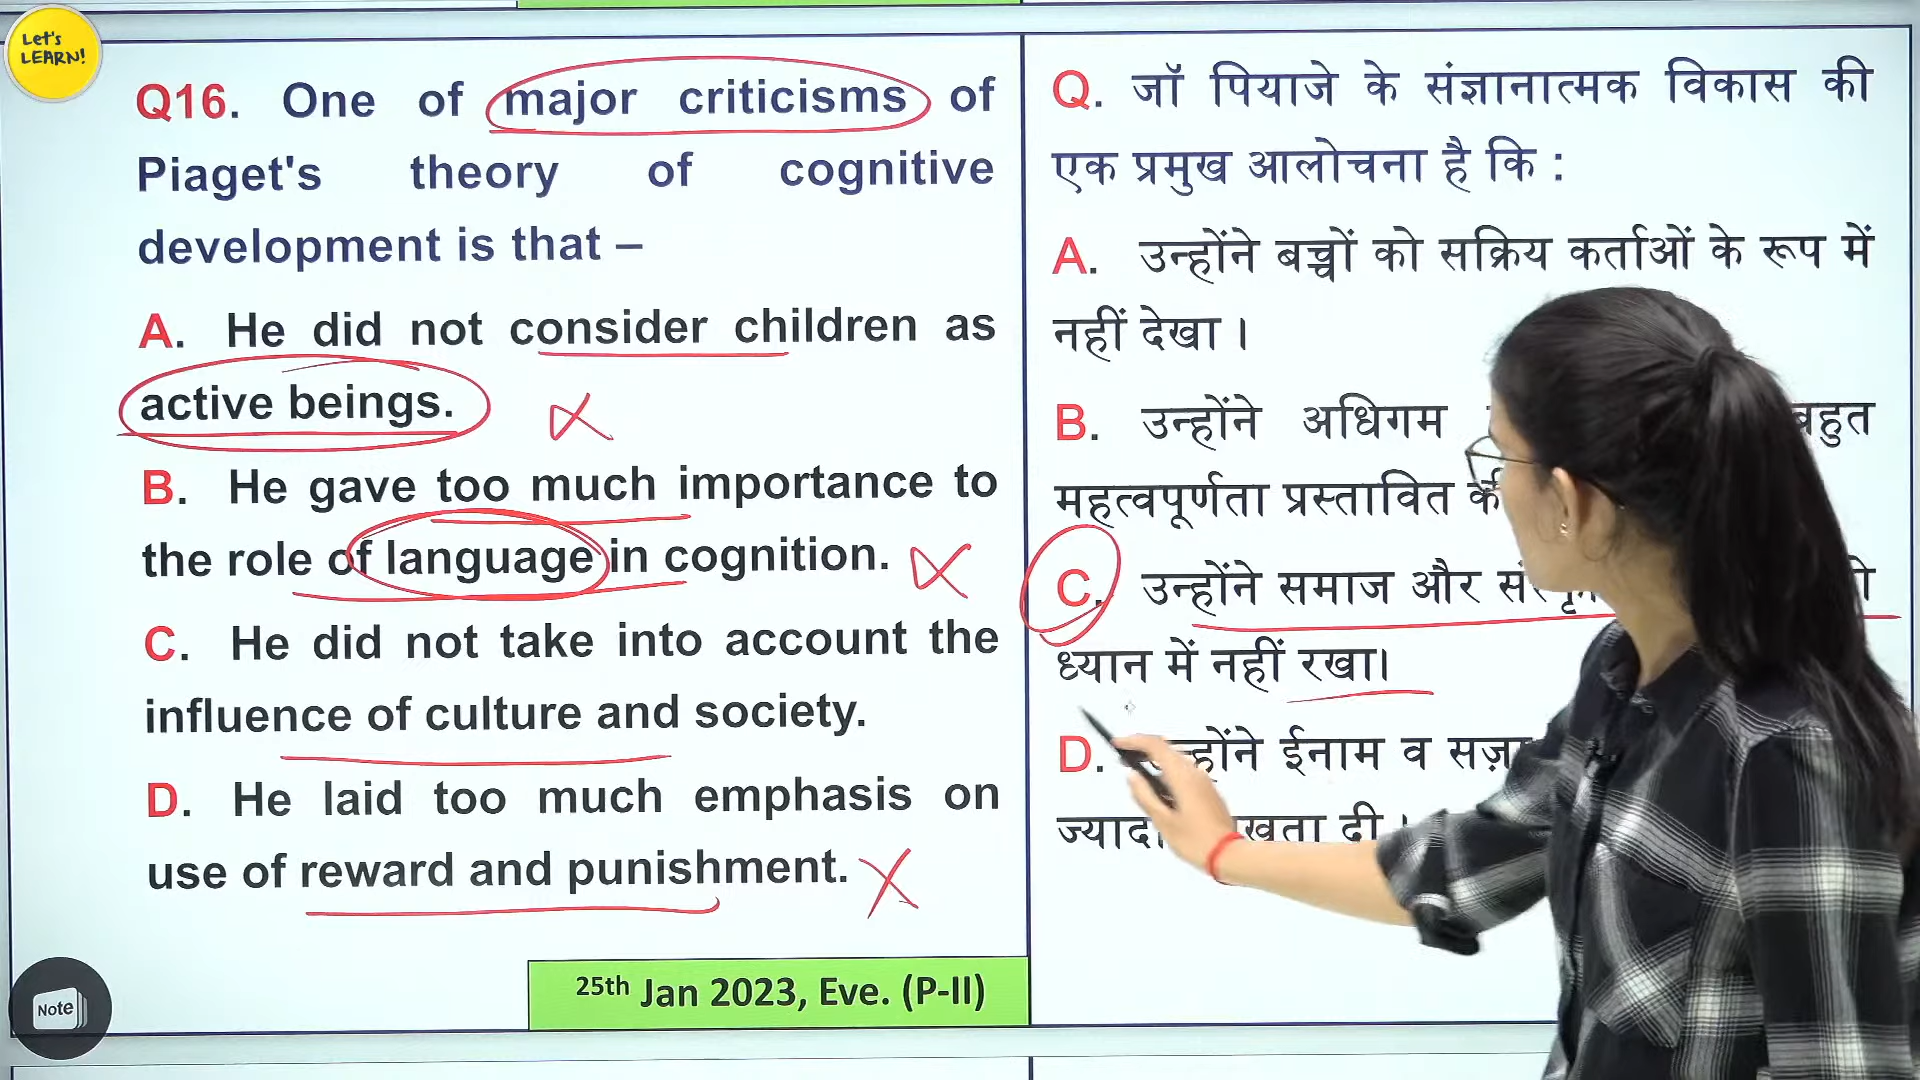 Let's
LEARN!
Q16. One of major criticisms of
Piaget's theory of cognitive
development is that –
A. He did not consider children as
active beings.
B. He gave too much importance to
the role of language in cognition.
C. He did not take into account the
influence of culture and society.
D. He laid too much emphasis on
use of reward and punishment.
25th Jan 2023, Eve. (P-II)
Note
Q. जॉ पियाजे के संज्ञानात्मक विकास की
एक प्रमुख आलोचना है कि :
A. उन्होंने बच्चों को सक्रिय कर्ताओं के रूप में
नहीं देखा ।
B. उन्होंने अधिगम बहुत
महत्वपूर्णता प्रस्तावित की
C. उन्होंने समाज और
ध्यान में नहीं रखा।
D. उन्होंने ईनाम व सज़ा
दी ।